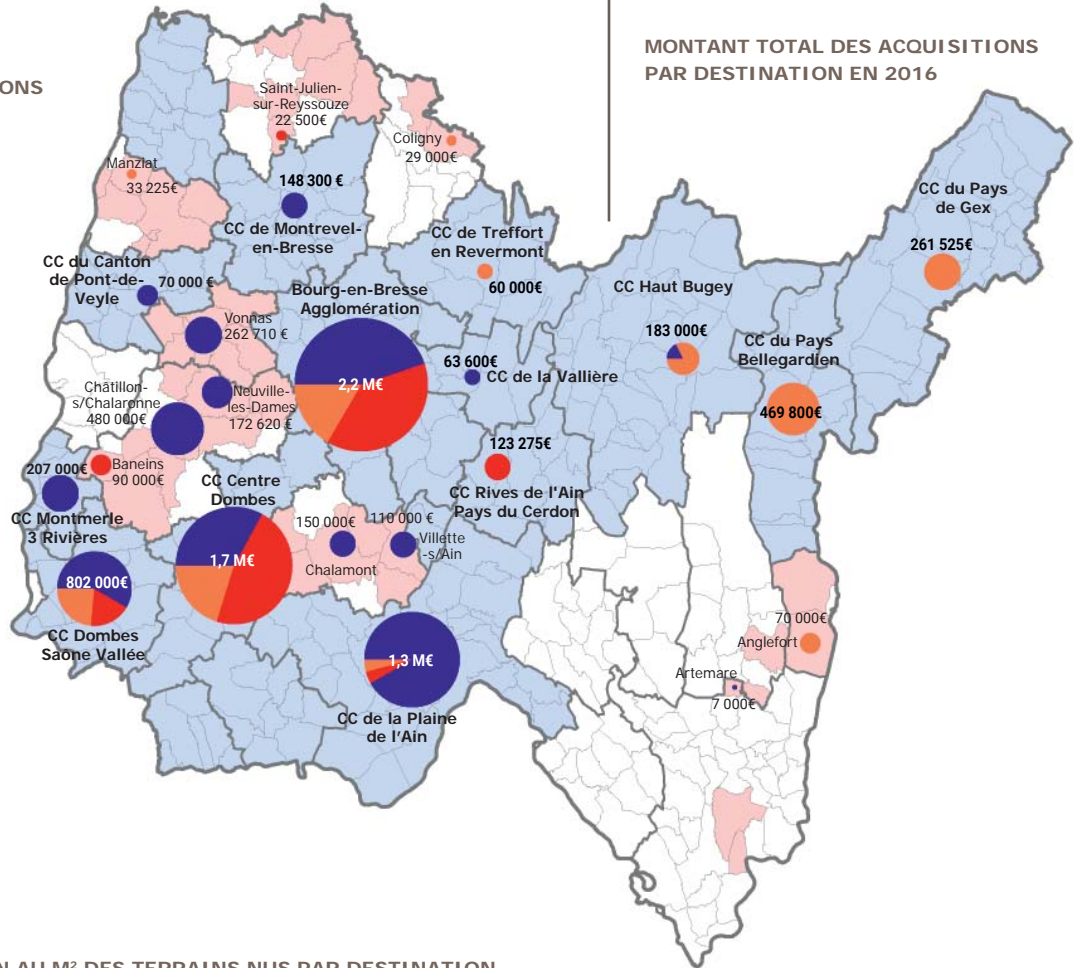 MONTANT TOTAL DES ACQUISITIONS
PAR DESTINATION EN 2016
Saint-Julien-
sur-Reyssouze
22 500€
Coligny
29 000€
Manziat
33 225€
148 300 €
CC de Montrevel-
en-Bresse
CC de Treffort
en Revermont
60 000€
CC du Pays
de Gex
261 525€
CC du Canton
de Pont-de-
Veyle
70 000 €
Bourg-en-Bresse
Agglomération
2,2 M€
CC Haut Bugey
183 000€
CC du Pays
Bellegardien
469 800€
Vonnas
262 710 €
63 600€
CC de la Vallière
Châtillon-
s/Chalaronne
480 000€
Neuville-
les-Dames
172 620 €
123 275€
CC Rives de l'Ain
Pays du Cerdon
Baneins
90 000€
207 000€
CC Montmerle
3 Rivières
CC Centre
Dombes
1,7 M€
150 000€
Chalamont
110 000 €
Villette
-s/Ain
802 000€
CC Dombes
Saône Vallée
1,3 M€
CC de la Plaine
de l'Ain
70 000€
Anglefort
Artemare
7 000€